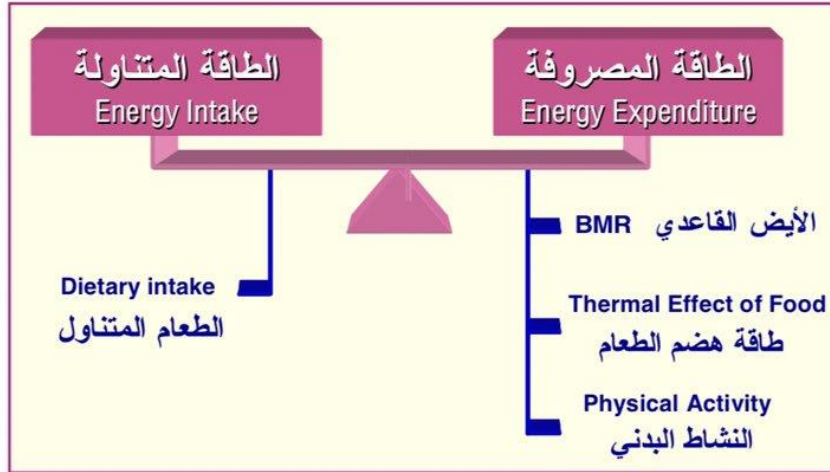 الطاقة المتناولة
Energy Intake
الطاقة المصروفة
Energy Expenditure
Dietary intake
الطعام المتناول
BMR الأيض القاعدي
Thermal Effect of Food
طاقة هضم الطعام
Physical Activity
النشاط البدني